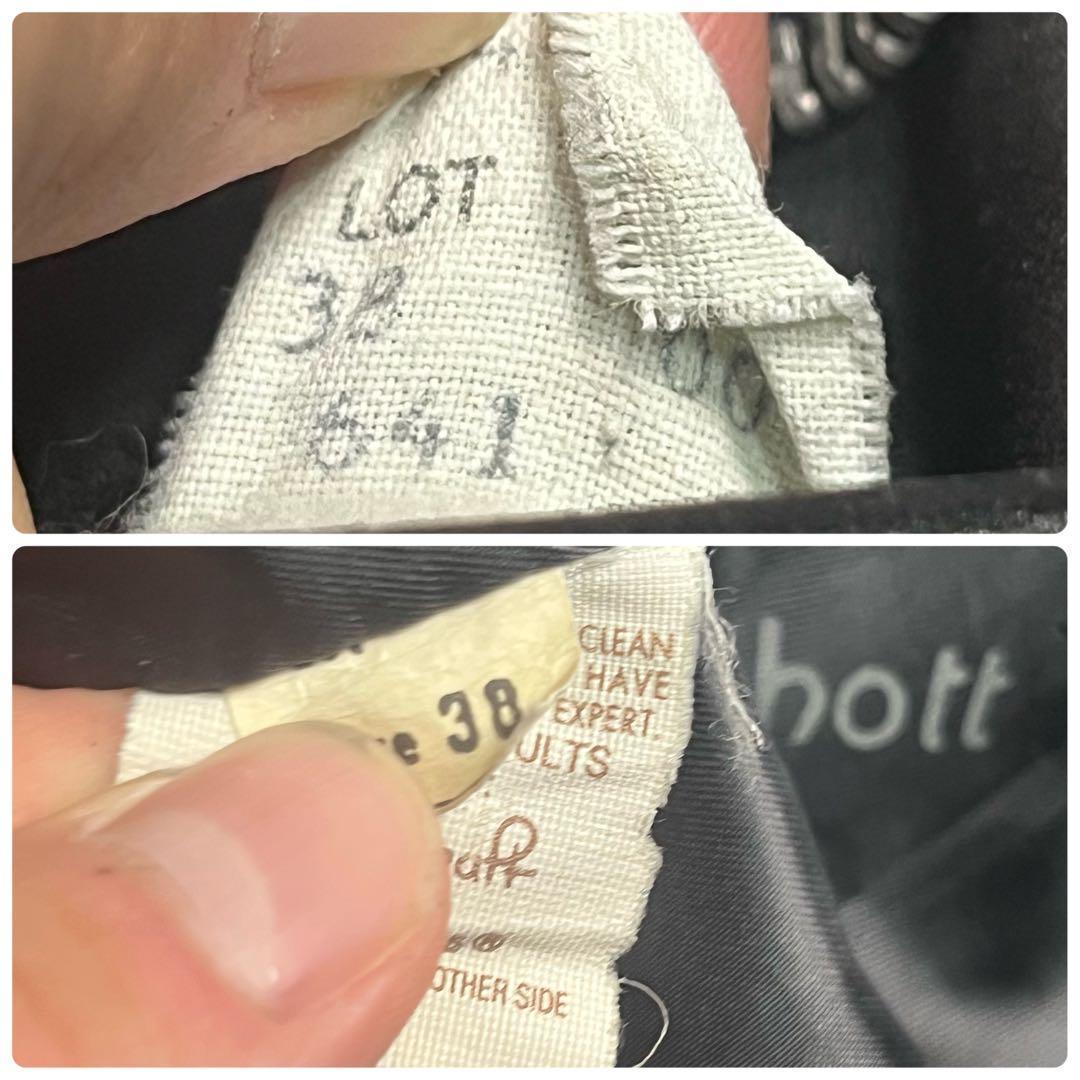 LOT
38
641
38
CLEAN
HAVE
EXPERT.
ULTS
hott
OTHER SIDE